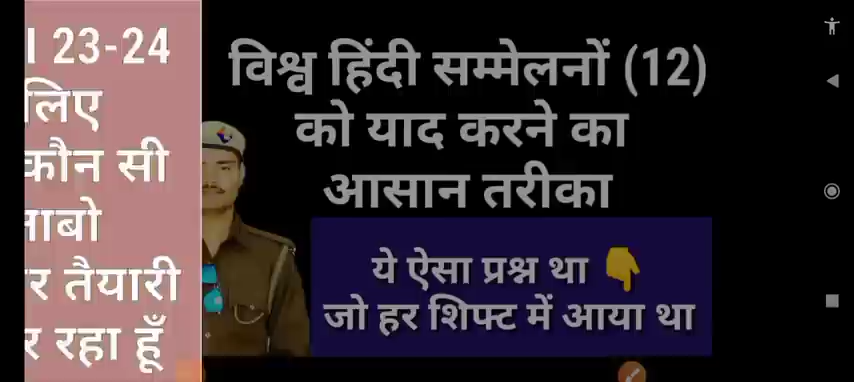 23-24
लिए
कौन सी
तैयारी
रहा हूँ
विश्व हिंदी सम्मेलनों (12)
को याद करने का
आसान तरीका
ये ऐसा प्रश्न था 👇
जो हर शिफ्ट में आया था